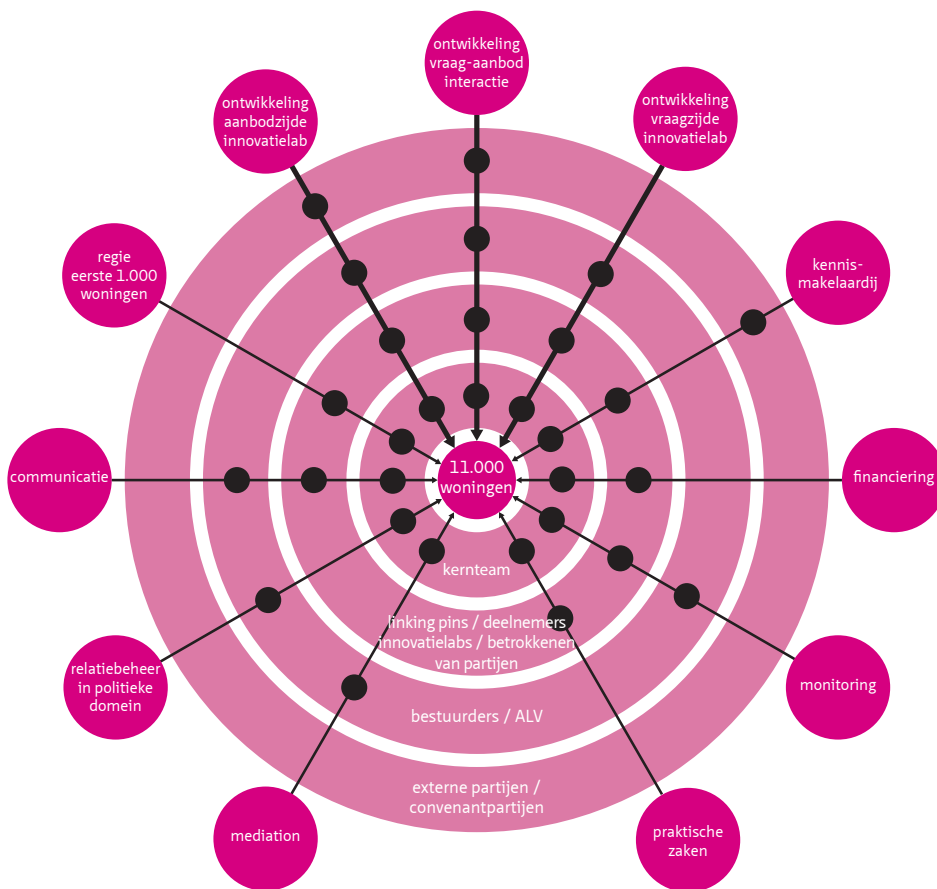 ontwikkeling
vraag-aanbod
interactie
ontwikkeling
aanbodzijde
innovatielab
ontwikkeling
vraagzijde
innovatielab
regie
eerste 1.000
woningen
kennis-
makelaardij
communicatie
11.000
woningen
financiering
kernteam
linking pins / deelnemers
innovatielabs / betrokkenen
van partijen
relatiebeheer
in politieke
domein
monitoring
bestuurders / ALV
externe partijen /
convenantpartijen
mediation
praktische
zaken